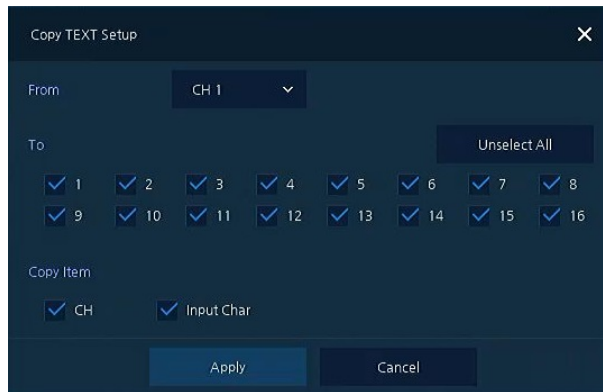 Copy TEXT Setup
From CH 1
To Unselect All
1 2 3 4 5 6 7 8
9 10 11 12 13 14 15 16
Copy Item
CH Input Char
Apply Cancel